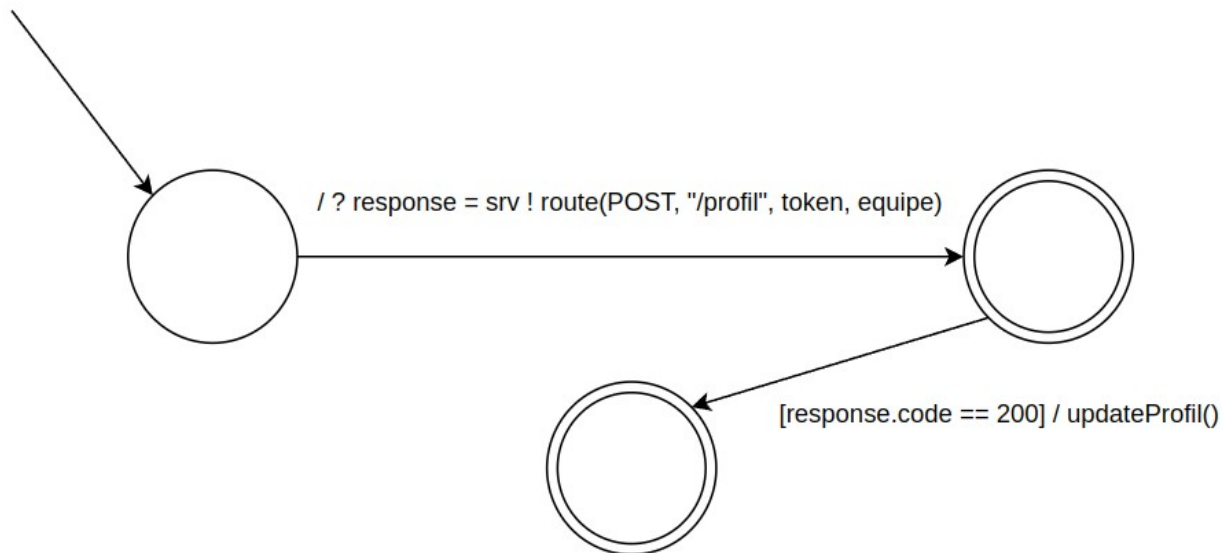 / ? response = srv ! route(POST, "/profil", token, equipe)
[response.code == 200] / updateProfil()